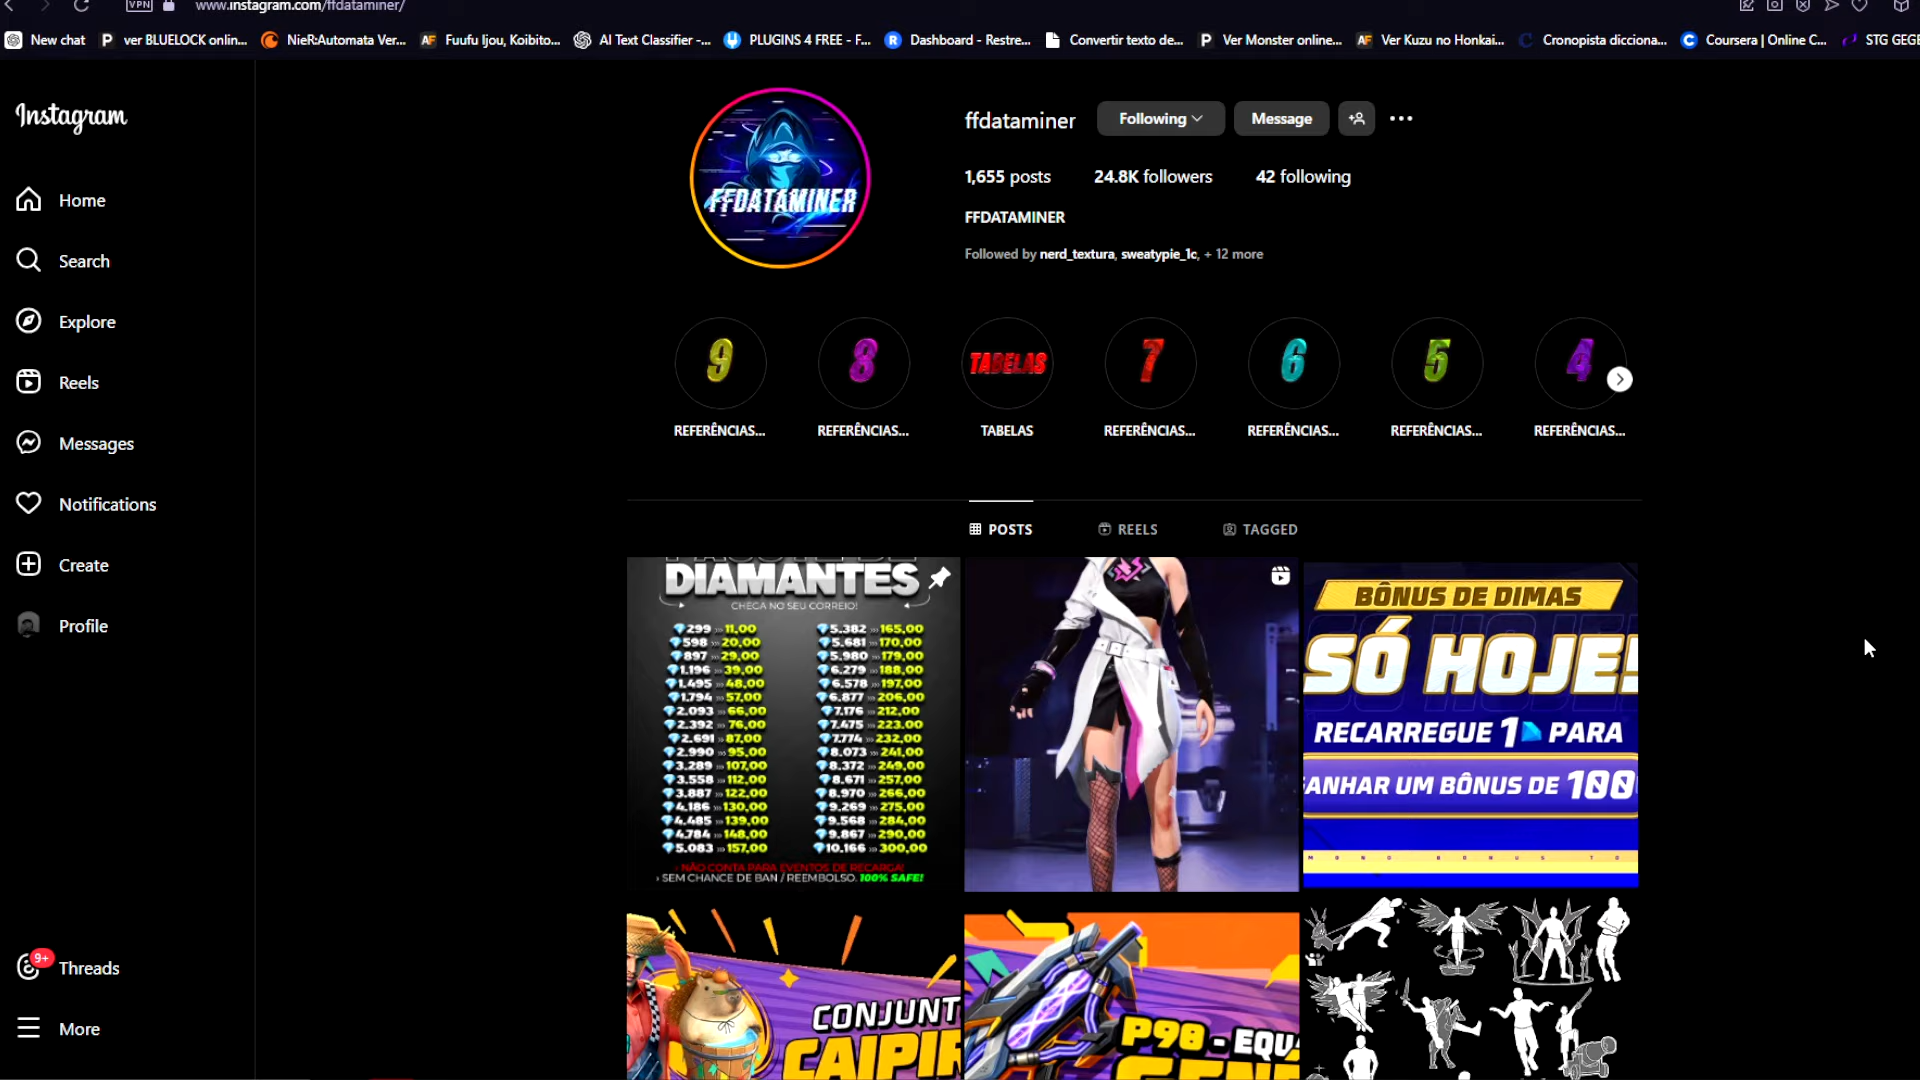 VPN www.instagram.com/ffdataminer/
New chat ver BLUELOCK onlin... NieR:Automata Ver... Fuufu Ijou, Koibito... AI Text Classifier -... PLUGINS 4 FREE - F... Dashboard - Restre... Convertir texto de... Ver Monster online... Ver Kuzu no Honkai... Cronopista dicciona... Coursera | Online C... STG GEGE
Instagram
Home
Search
Explore
Reels
Messages
Notifications
Create
Profile
9+
Threads
More
FFDATAMINER
ffdataminer Following Message
1,655 posts 24.8K followers 42 following
FFDATAMINER
Followed by nerd_textura, sweatypie_1c, + 12 more
9 8 TABELAS 7 6 5 4
REFERÊNCIAS... REFERÊNCIAS... TABELAS REFERÊNCIAS... REFERÊNCIAS... REFERÊNCIAS... REFERÊNCIAS...
POSTS REELS TAGGED
DIAMANTES
CHEGA NO SEU CORREIO!
299 »» 11,00 5.382 »» 165,00
598 »» 20,00 5.681 »» 170,00
897 »» 29,00 5.980 »» 179,00
1.196 »» 39,00 6.279 »» 188,00
1.495 »» 48,00 6.578 »» 197,00
1.794 »» 57,00 6.877 »» 206,00
2.093 »» 66,00 7.176 »» 212,00
2.392 »» 76,00 7.475 »» 223,00
2.691 »» 87,00 7.774 »» 232,00
2.990 »» 95,00 8.073 »» 241,00
3.289 »» 107,00 8.372 »» 249,00
3.558 »» 112,00 8.671 »» 257,00
3.887 »» 122,00 8.970 »» 266,00
4.186 »» 130,00 9.269 »» 275,00
4.485 »» 139,00 9.568 »» 284,00
4.784 »» 148,00 9.867 »» 290,00
5.083 »» 157,00 10.166 »» 300,00
› NÃO CONTA PARA EVENTOS DE RECARGA!
› SEM CHANCE DE BAN / REEMBOLSO. 100% SAFE!
BÔNUS DE DIMAS
SÓ HOJE!
RECARREGUE 1 PARA
ANHAR UM BÔNUS DE 100
M O N D B O N U S T O
CONJUNT
CAIPIR
P90 - EQU